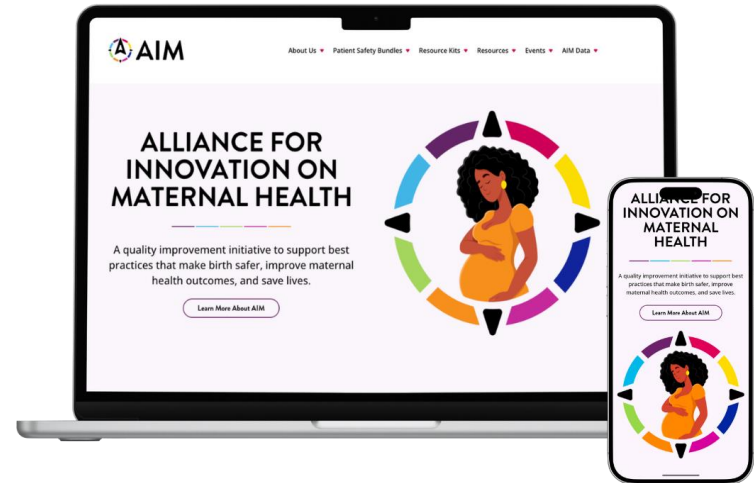 AIM
About Us ▼ Patient Safety Bundles ▼ Resource Kits ▼ Resources ▼ Events ▼ AIM Data ▼
ALLIANCE FOR
INNOVATION ON
MATERNAL HEALTH
A quality improvement initiative to support best
practices that make birth safer, improve maternal
health outcomes, and save lives.
Learn More About AIM
ALLIANCE FOR
INNOVATION ON
MATERNAL
HEALTH
A quality improvement initiative to support best
practices that make birth safer, improve
maternal health outcomes, and save lives.
Learn More About AIM